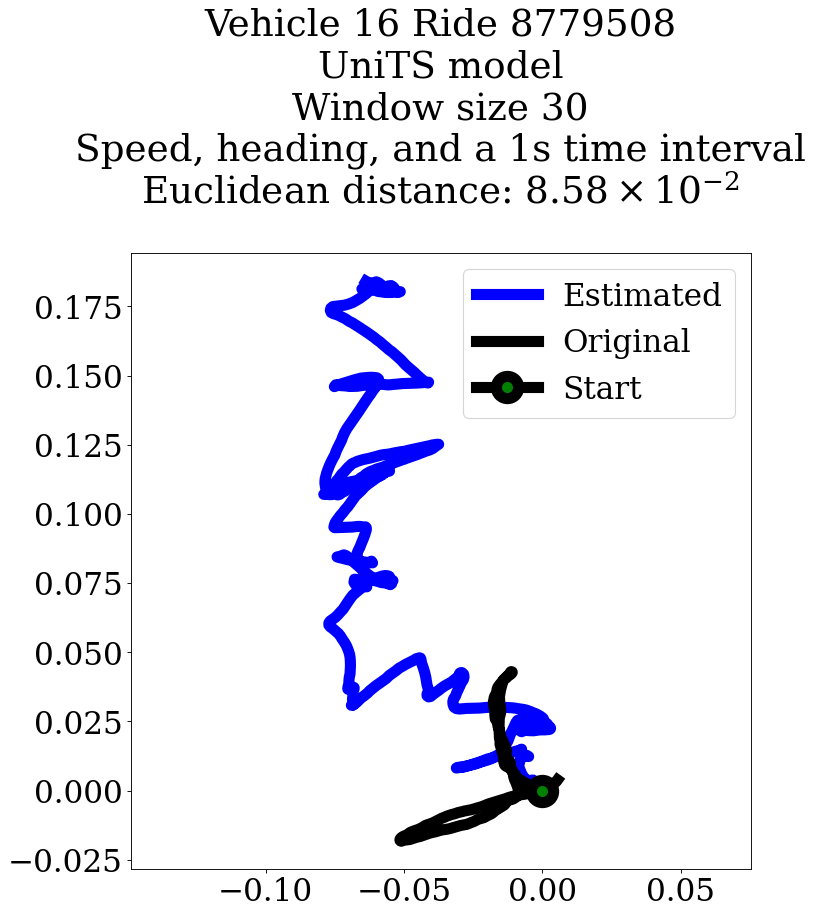 Vehicle 16 Ride 8779508
UniTS model
Window size 30
Speed, heading, and a 1s time interval
Euclidean distance: 8.58 × 10⁻²
Estimated
Original
Start
0.175
0.150
0.125
0.100
0.075
0.050
0.025
0.000
−0.025
−0.10 −0.05 0.00 0.05